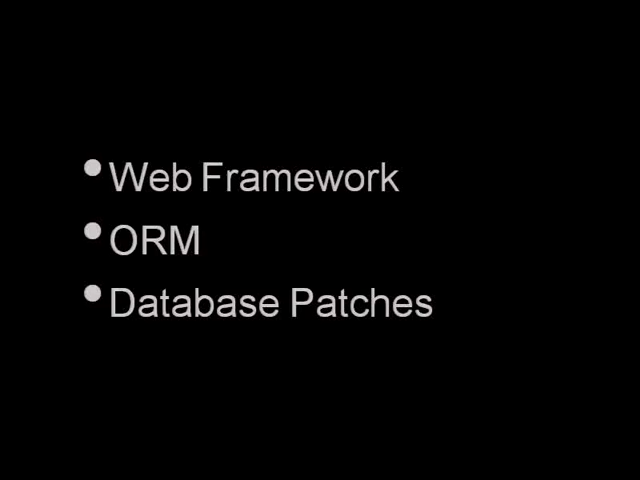 • Web Framework
• ORM
• Database Patches